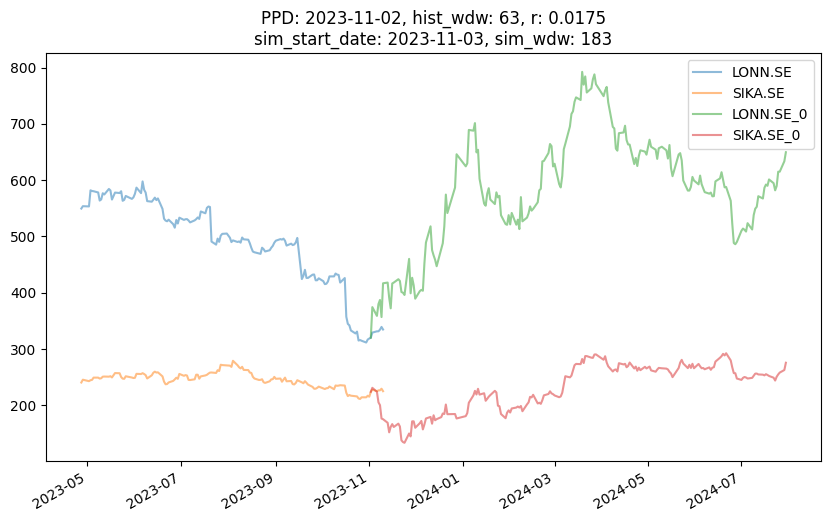 PPD: 2023-11-02, hist_wdw: 63, r: 0.0175
sim_start_date: 2023-11-03, sim_wdw: 183
LONN.SE
SIKA.SE
LONN.SE_0
SIKA.SE_0
800
700
600
500
400
300
200
2023-05
2023-07
2023-09
2023-11
2024-01
2024-03
2024-05
2024-07